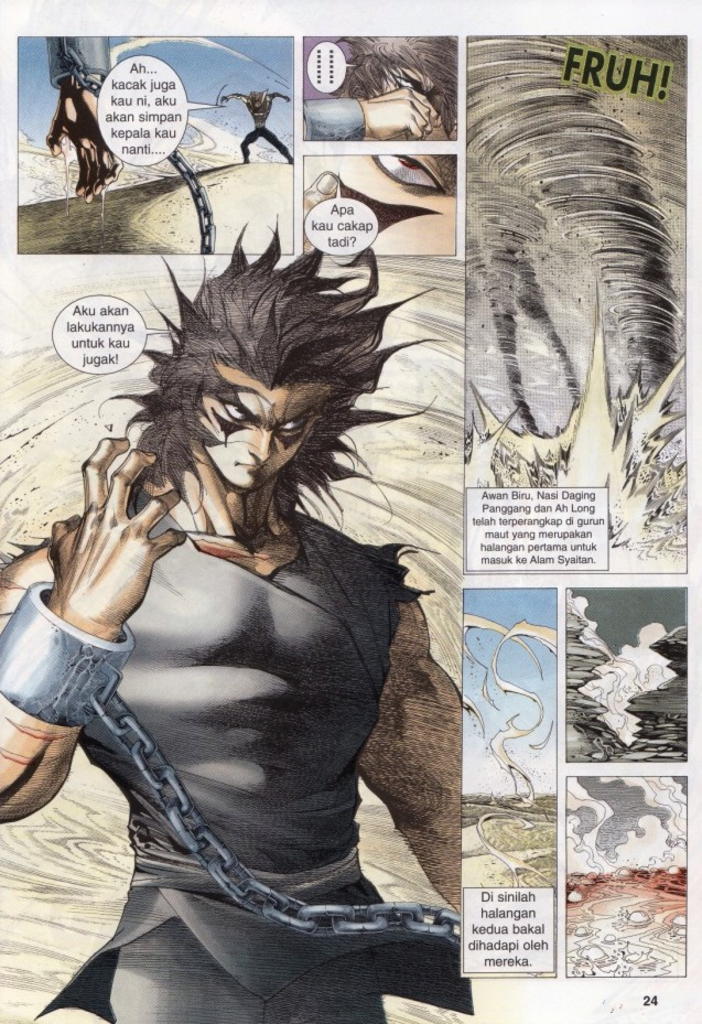 Ah...
kacak juga
kau ni, aku
akan simpan
kepala kau
nanti....
Apa
kau cakap
tadi?
FRUH!
Aku akan
lakukannya
untuk kau
jugak!
Awan Biru, Nasi Daging
Panggang dan Ah Long
telah terperangkap di gurun
maut yang merupakan
halangan pertama untuk
masuk ke Alam Syaitan.
Di sinilah
halangan
kedua bakal
dihadapi oleh
mereka.
24